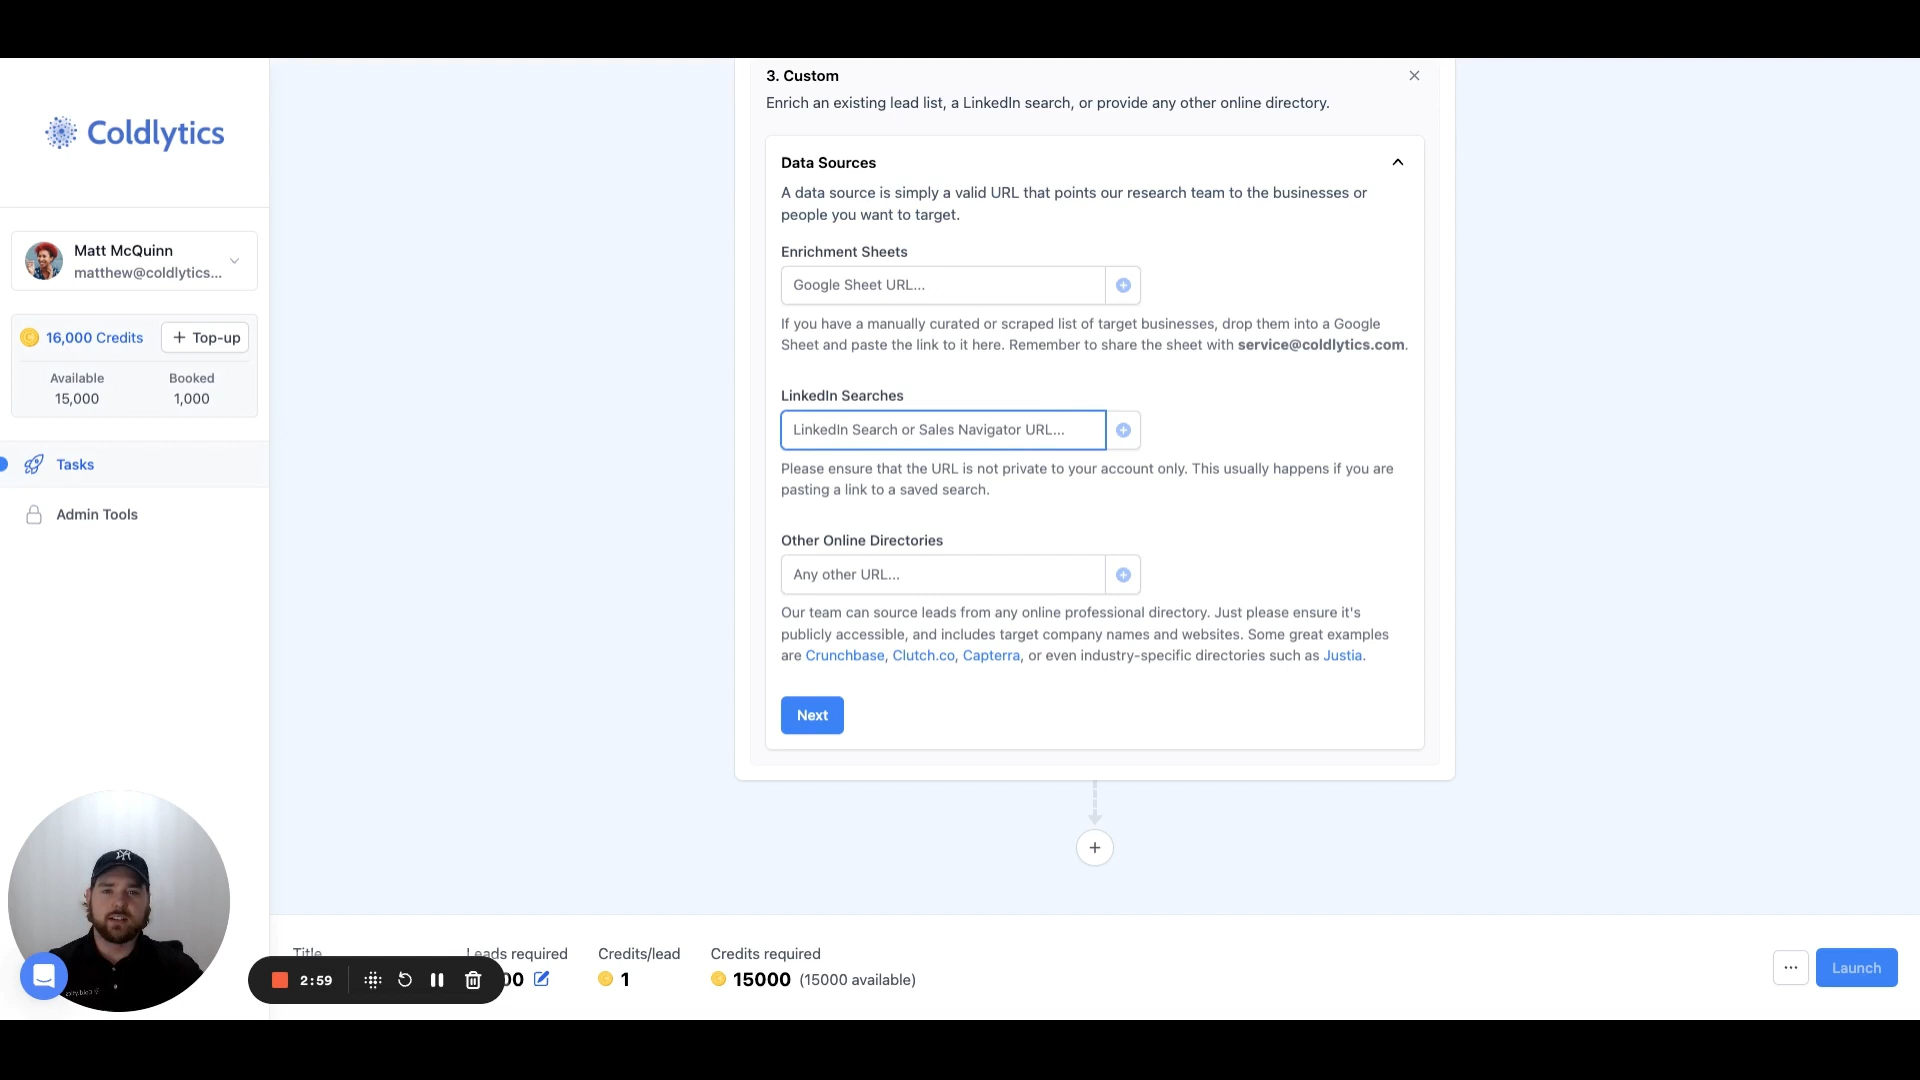 Coldlytics
Matt McQuinn
matthew@coldlytics...
16,000 Credits
Top-up
Available
Booked
15,000
1,000
Tasks
Admin Tools
3. Custom
Enrich an existing lead list, a LinkedIn search, or provide any other online directory.
Data Sources
A data source is simply a valid URL that points our research team to the businesses or
people you want to target.
Enrichment Sheets
Google Sheet URL...
If you have a manually curated or scraped list of target businesses, drop them into a Google
Sheet and paste the link to it here. Remember to share the sheet with service@coldlytics.com.
LinkedIn Searches
LinkedIn Search or Sales Navigator URL...
Please ensure that the URL is not private to your account only. This usually happens if you are
pasting a link to a saved search.
Other Online Directories
Any other URL...
Our team can source leads from any online professional directory. Just please ensure it's
publicly accessible, and includes target company names and websites. Some great examples
are Crunchbase, Clutch.co, Capterra, or even industry-specific directories such as Justia.
Next
Title
Leads required
Credits/lead
Credits required
2:59
00
1
15000 (15000 available)
...
Launch